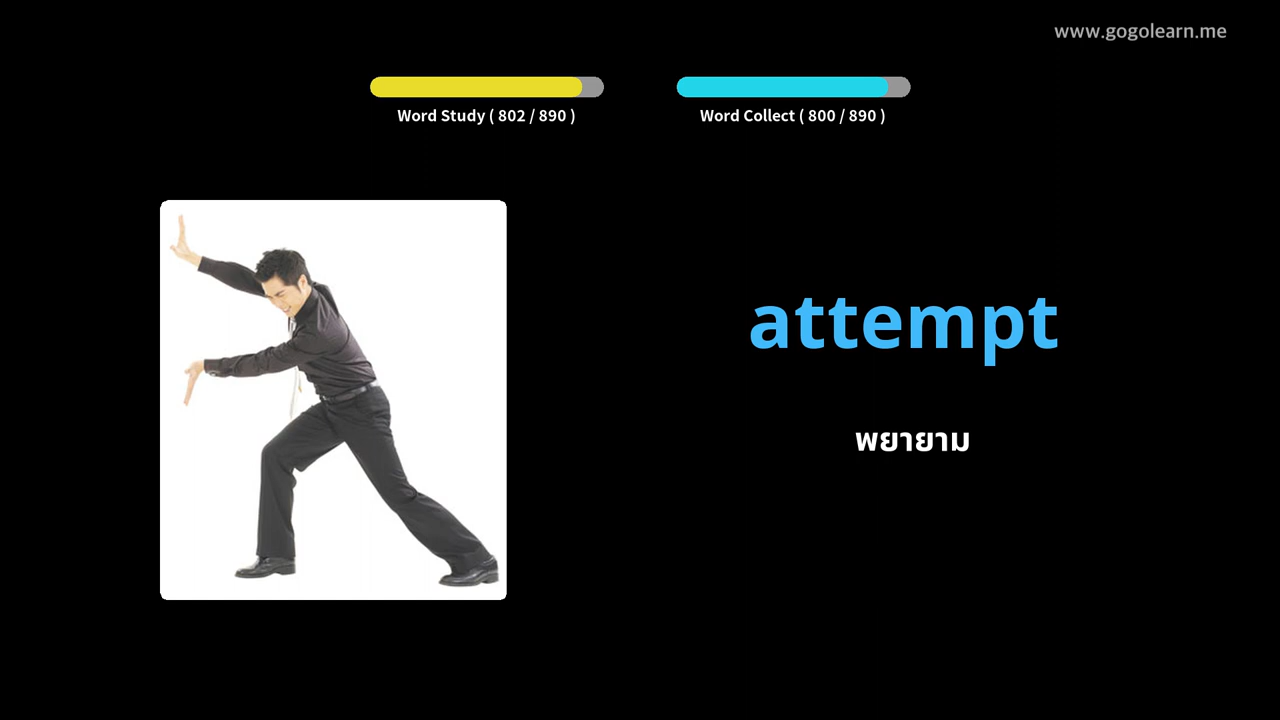 www.gogolearn.me
Word Study ( 802 / 890 )
Word Collect ( 800 / 890 )
attempt
พยายาม